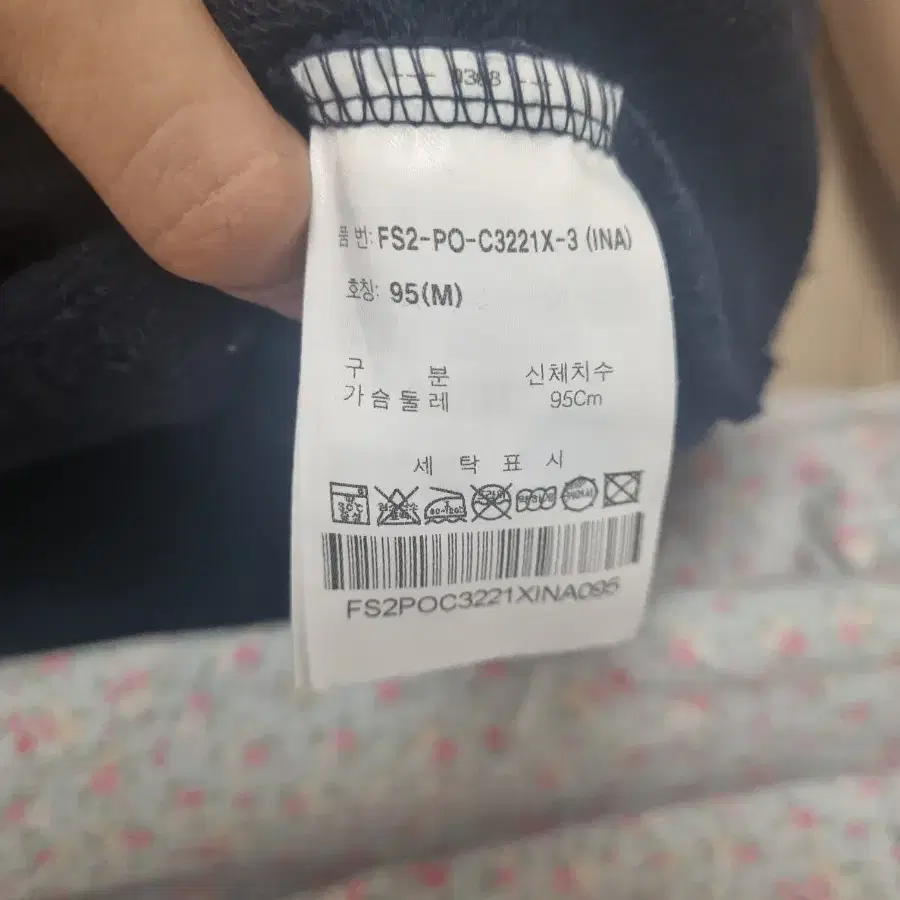 품 번: FS2-PO-C3221X-3 (INA)
호칭: 95(M)
구 분 신체치수
가슴둘레 95Cm
세 탁 표 시
FS2POC3221XINA095